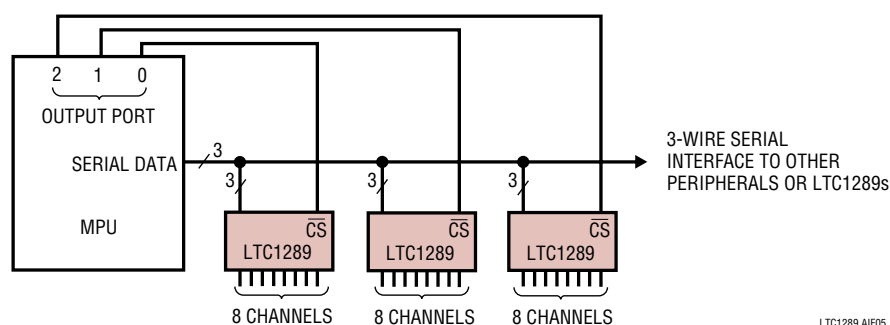 2 1 0
OUTPUT PORT
SERIAL DATA
3
MPU
3-WIRE SERIAL
INTERFACE TO OTHER
PERIPHERALS OR LTC1289s
3
3
3
CS
LTC1289
CS
LTC1289
CS
LTC1289
8 CHANNELS
8 CHANNELS
8 CHANNELS
LTC1289 AIF05